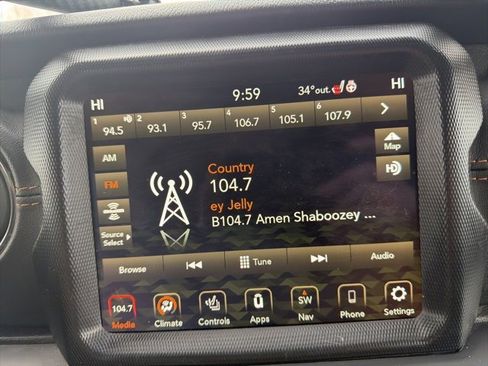 9:59
34°out.
HI
HI
1 94.5 HD
2 93.1
3 95.7
4 106.7
5 105.1
6 107.9
AM
Map
Country
FM
104.7
HD
ey Jelly
B104.7 Amen Shaboozey ...
Source
Select
Browse
Tune
Audio
104.7
SW
Media
Climate
Controls
Apps
Nav
Phone
Settings